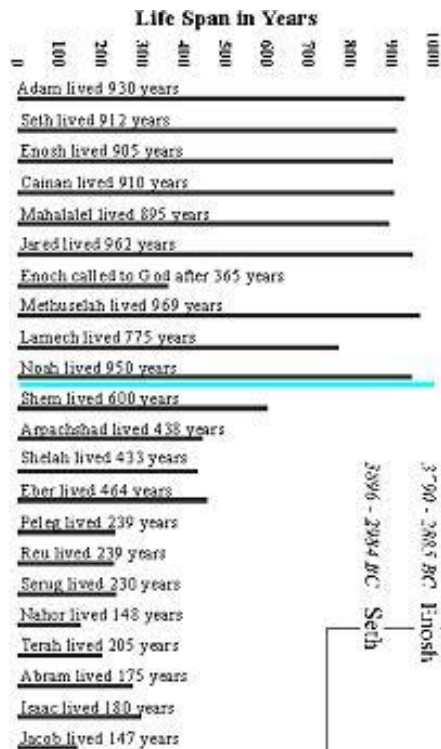 Life Span in Years
0 100 200 300 400 500 600 700 800 900 1000
Adam lived 930 years
Seth lived 912 years
Enosh lived 905 years
Cainan lived 910 years
Mahalalel lived 895 years
Jared lived 962 years
Enoch called to God after 365 years
Methuselah lived 969 years
Lamech lived 775 years
Noah lived 950 years
Shem lived 600 years
Arpachshad lived 438 years
Shelah lived 433 years
Eber lived 464 years
Peleg lived 239 years
Reu lived 239 years
Serug lived 230 years
Nahor lived 148 years
Terah lived 205 years
Abram lived 175 years
Isaac lived 180 years
Jacob lived 147 years
3790 - 2885 BC Enosh
3896 - 2984 BC Seth